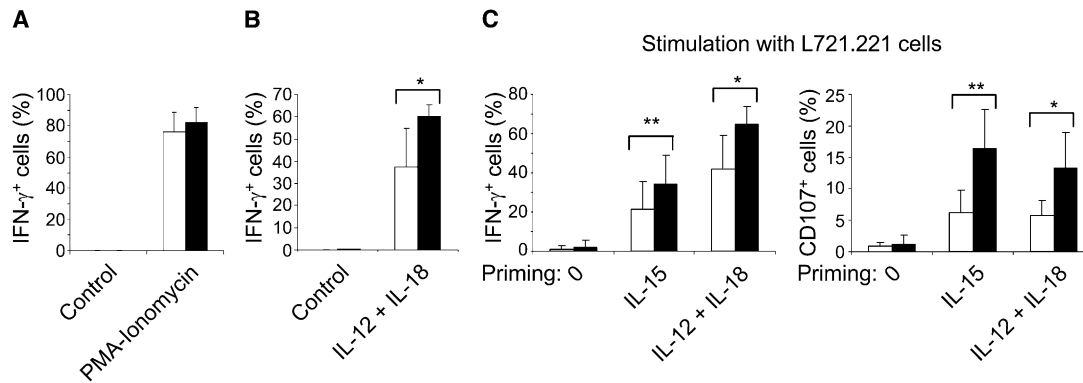 A
IFN-γ+ cells (%)
100
80
60
40
20
0
Control
PMA-Ionomycin
B
IFN-γ+ cells (%)
70
60
50
40
30
20
10
0
*
Control
IL-12 + IL-18
C
Stimulation with L721.221 cells
IFN-γ+ cells (%)
80
60
40
20
0
**
*
Priming: 0
IL-15
IL-12 + IL-18
CD107+ cells (%)
25
20
15
10
5
0
**
*
Priming: 0
IL-15
IL-12 + IL-18